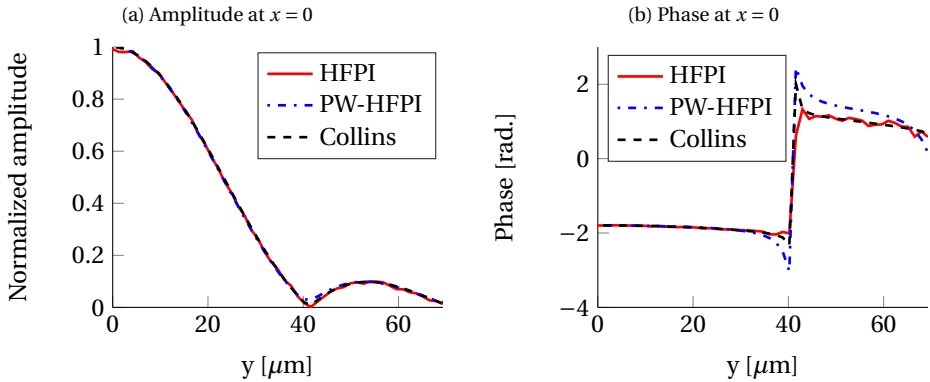 (a) Amplitude at x = 0
Normalized amplitude
1
0.8
0.6
0.4
0.2
0
0
20
40
60
y [μm]
HFPI
PW-HFPI
Collins
(b) Phase at x = 0
Phase [rad.]
2
0
−2
−4
0
20
40
60
y [μm]
HFPI
PW-HFPI
Collins